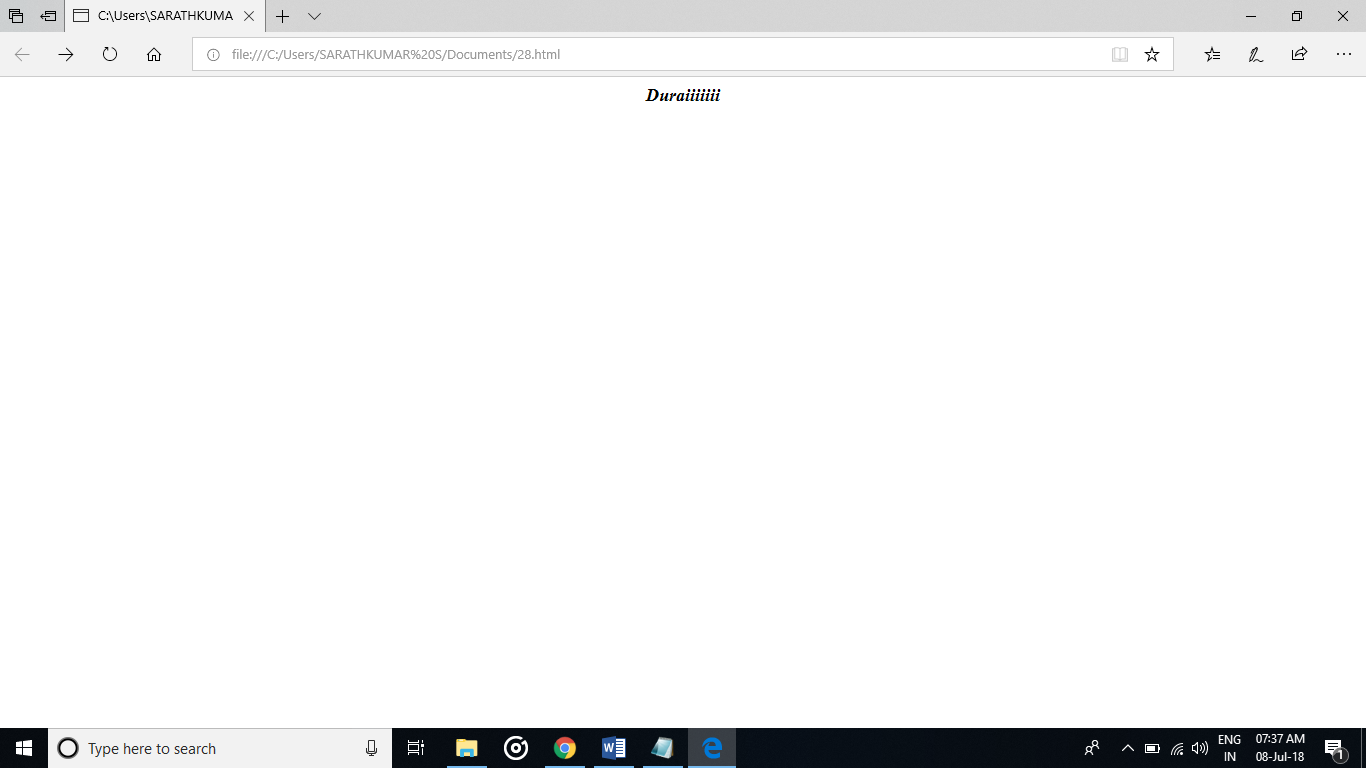 C:\Users\SARATHKUMA
file:///C:/Users/SARATHKUMAR%20S/Documents/28.html
Duraiiiiiii
Type here to search
ENG
IN
07:37 AM
08-Jul-18
1